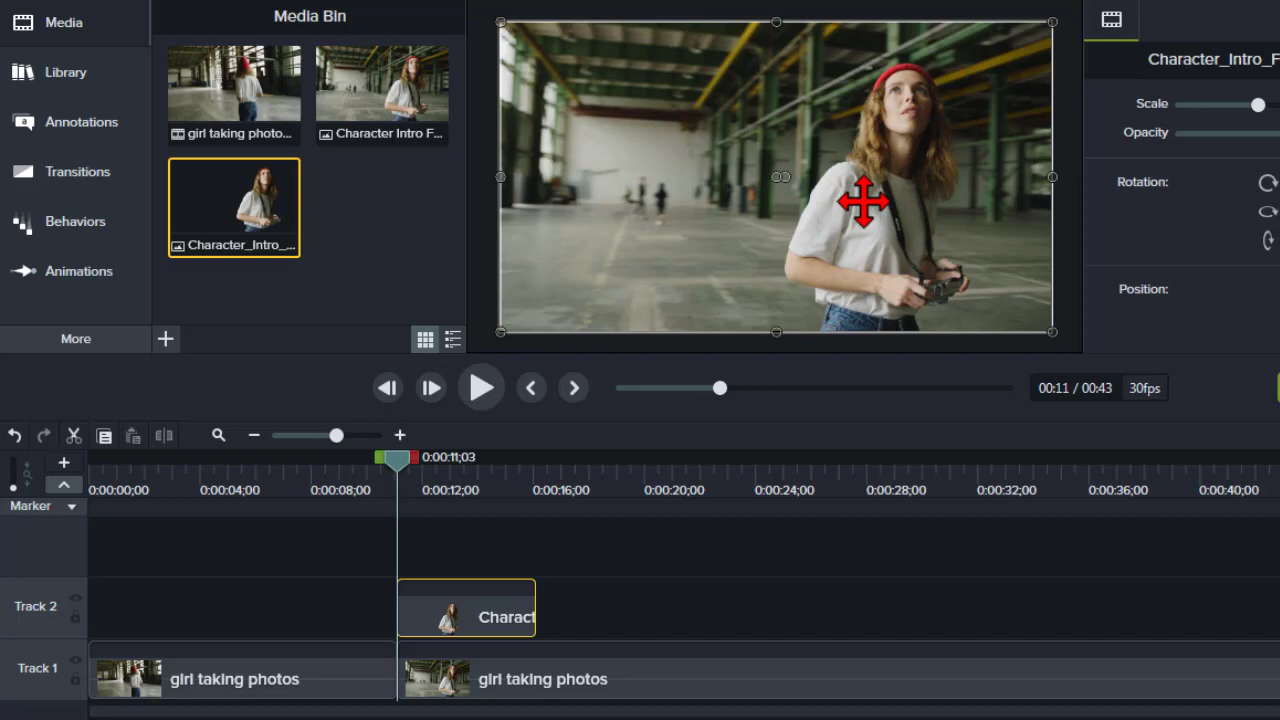 Media
Library
Annotations
Transitions
Behaviors
Animations
More
Media Bin
girl taking photo...
Character Intro F...
Character_Intro_...
Character_Intro_F
Scale
Opacity
Rotation:
Position:
00:11 / 00:43
30fps
0:00:11;03
0:00:00;00
0:00:04;00
0:00:08;00
0:00:12;00
0:00:16;00
0:00:20;00
0:00:24;00
0:00:28;00
0:00:32;00
0:00:36;00
0:00:40;00
Marker
Track 2
Charact
Track 1
girl taking photos
girl taking photos